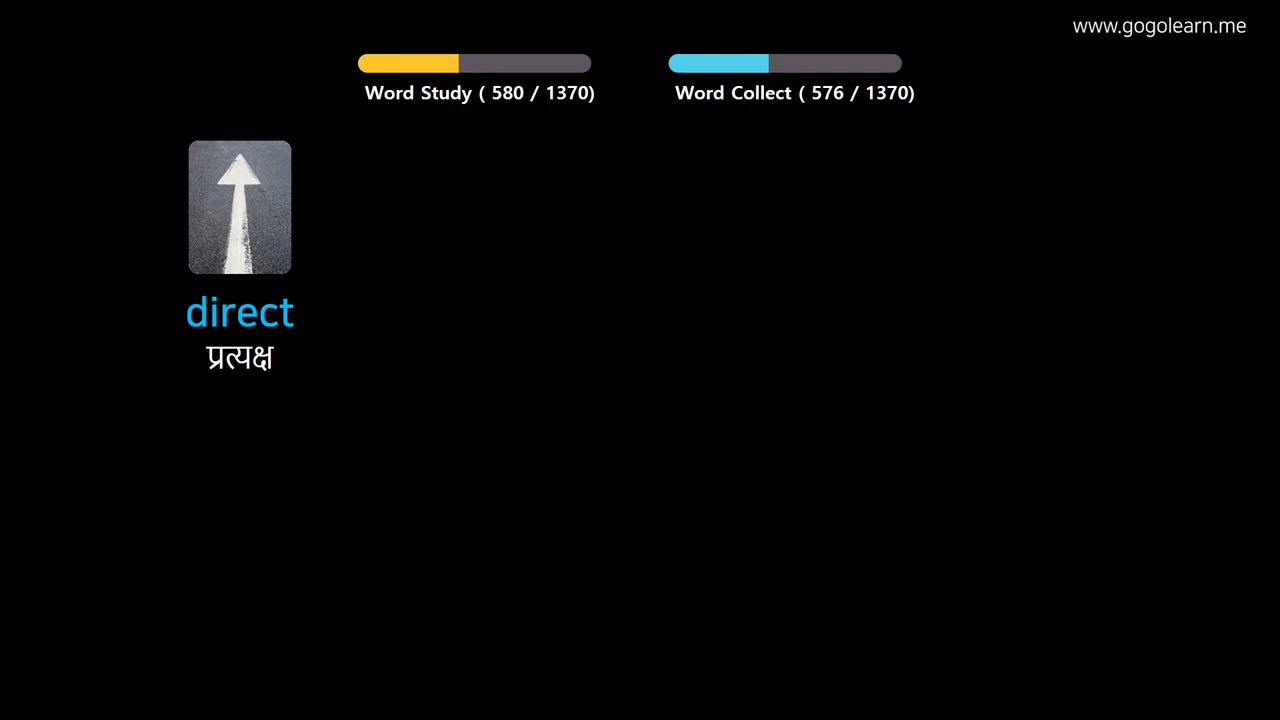 www.gogolearn.me
Word Study ( 580 / 1370)
Word Collect ( 576 / 1370)
direct
प्रत्यक्ष